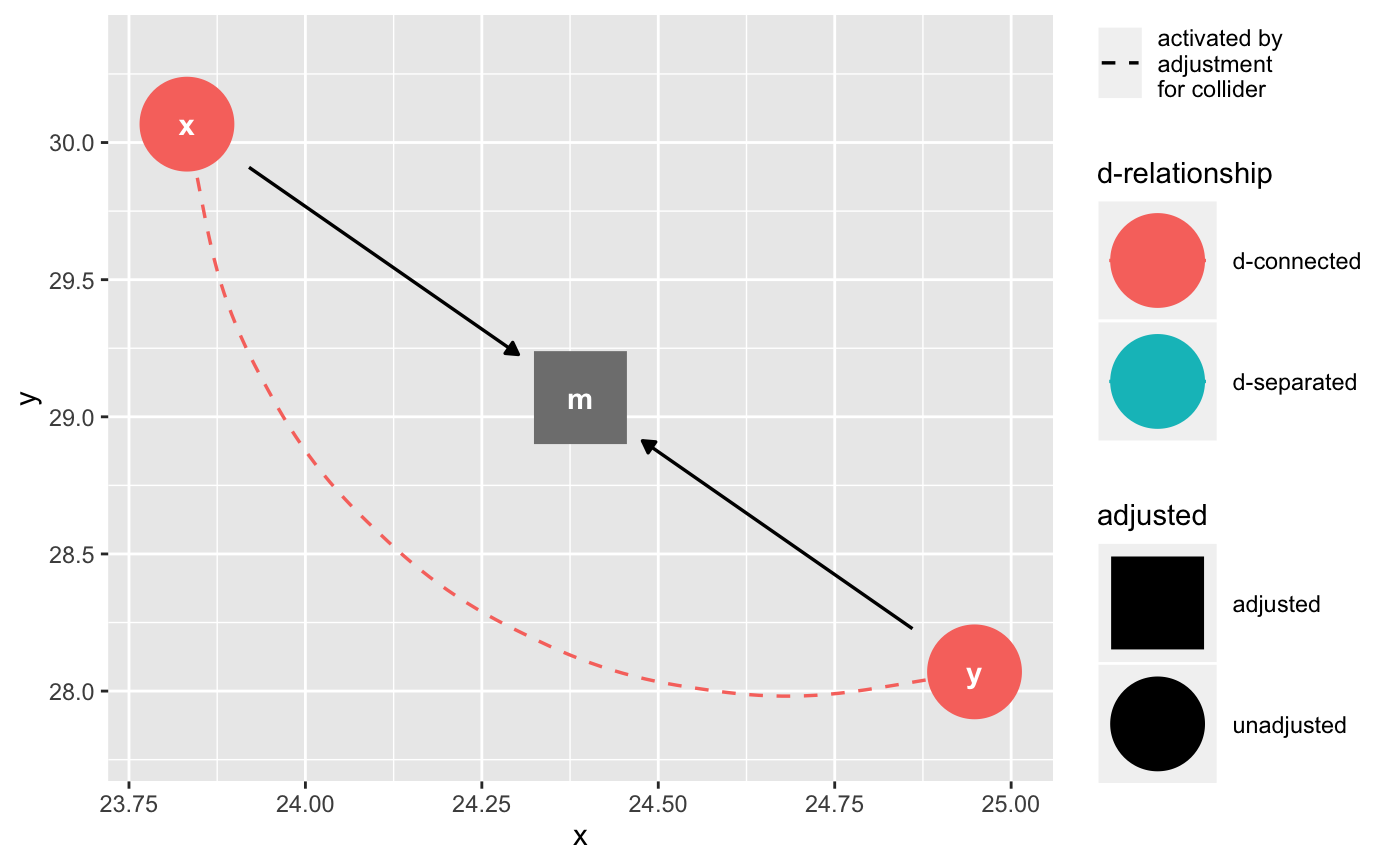 x
m
y
30.0
29.5
29.0
28.5
28.0
y
23.75
24.00
24.25
24.50
24.75
25.00
x
activated by
adjustment
for collider
d-relationship
d-connected
d-separated
adjusted
adjusted
unadjusted